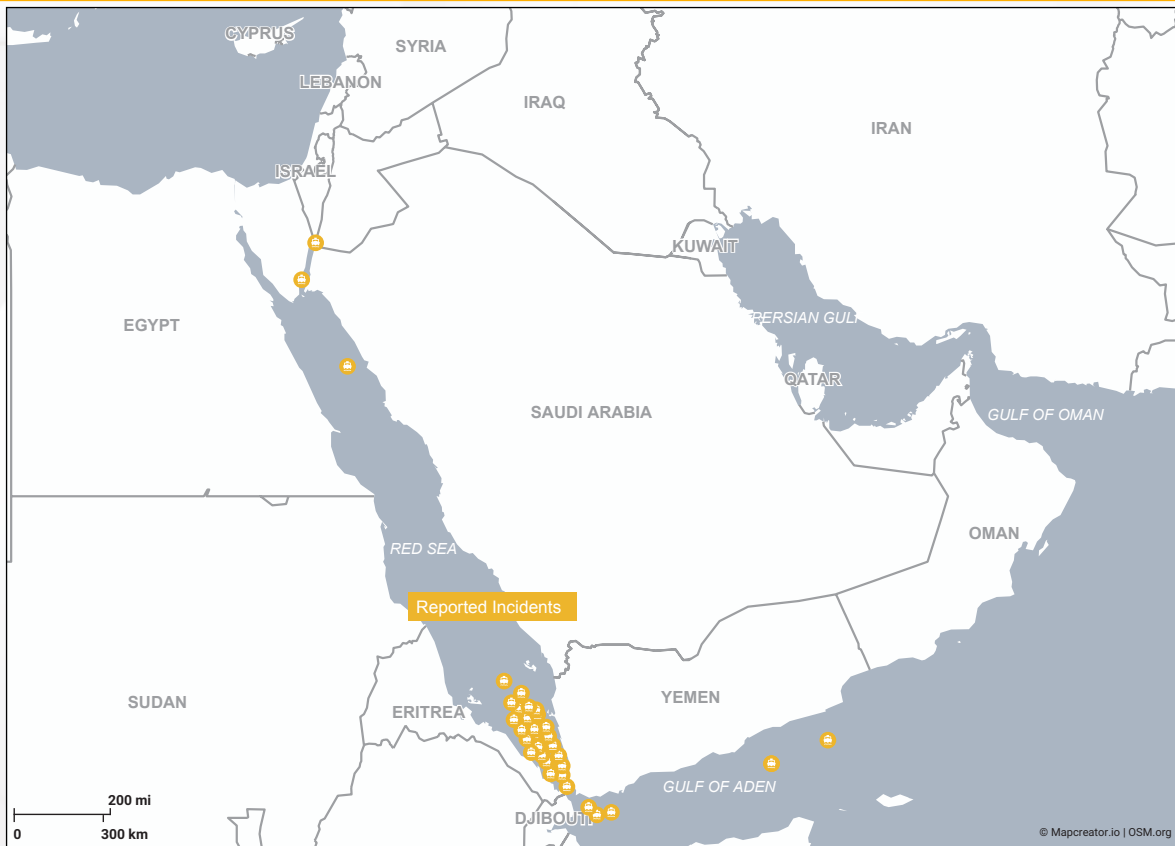 CYPRUS
SYRIA
LEBANON
IRAQ
IRAN
ISRAEL
KUWAIT
EGYPT
PERSIAN GULF
QATAR
SAUDI ARABIA
GULF OF OMAN
OMAN
RED SEA
Reported Incidents
YEMEN
SUDAN
ERITREA
GULF OF ADEN
DJIBOUTI
200 mi
0 300 km
© Mapcreator.io | OSM.org